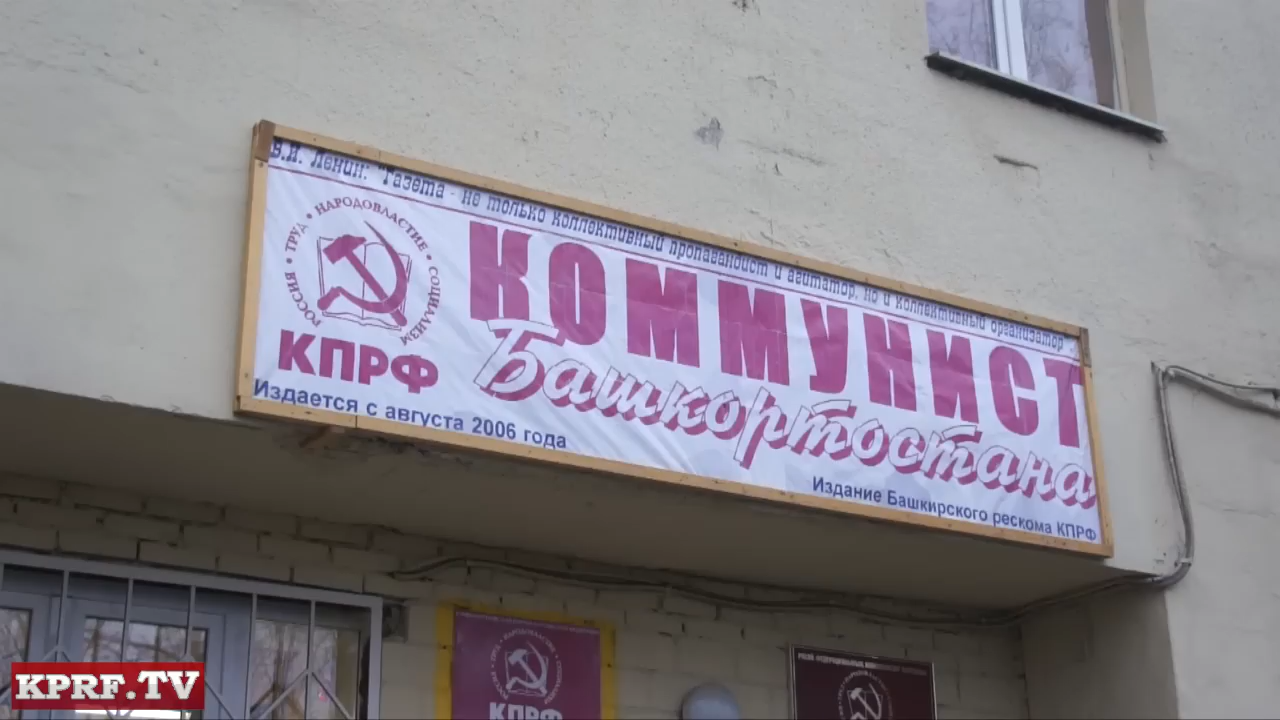 В.И. Ленин: "Газета - не только коллективный пропагандист и агитатор, но и коллективный организатор
РОССИЯ • ТРУД • НАРОДОВЛАСТИЕ • СОЦИАЛИЗМ
КПРФ
КОММУНИСТ
Башкортостана
Издается с августа 2006 года
Издание Башкирского рескома КПРФ
НАРОДОВЛАСТИЕ
КПРФ
KPRF.TV